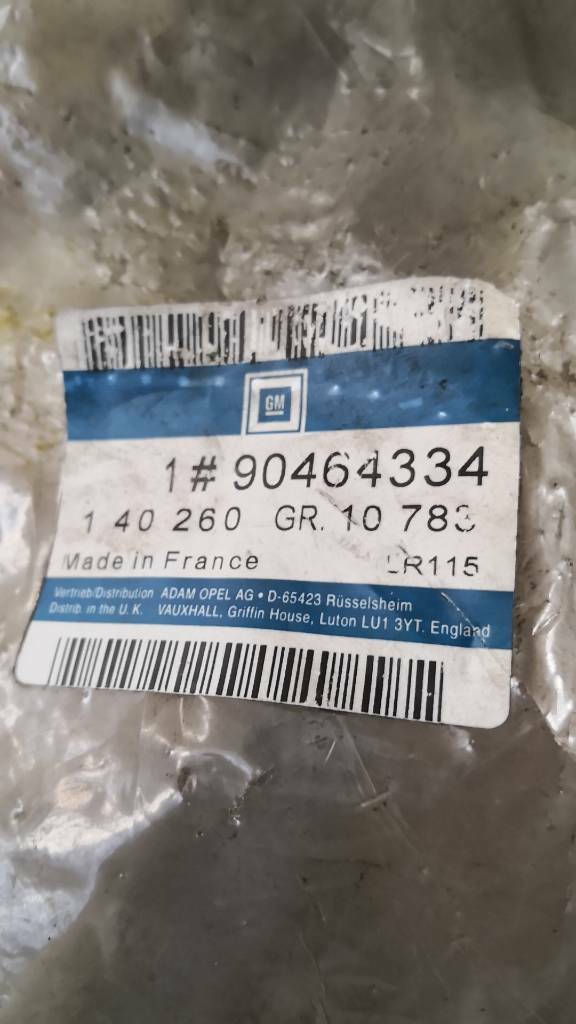 GM
1# 90464334
1 40 260 GR. 10 783
Made in France LR115
Vertrieb/Distribution ADAM OPEL AG • D-65423 Rüsselsheim
Distrib. in the U. K. VAUXHALL, Griffin House, Luton LU1 3YT. England